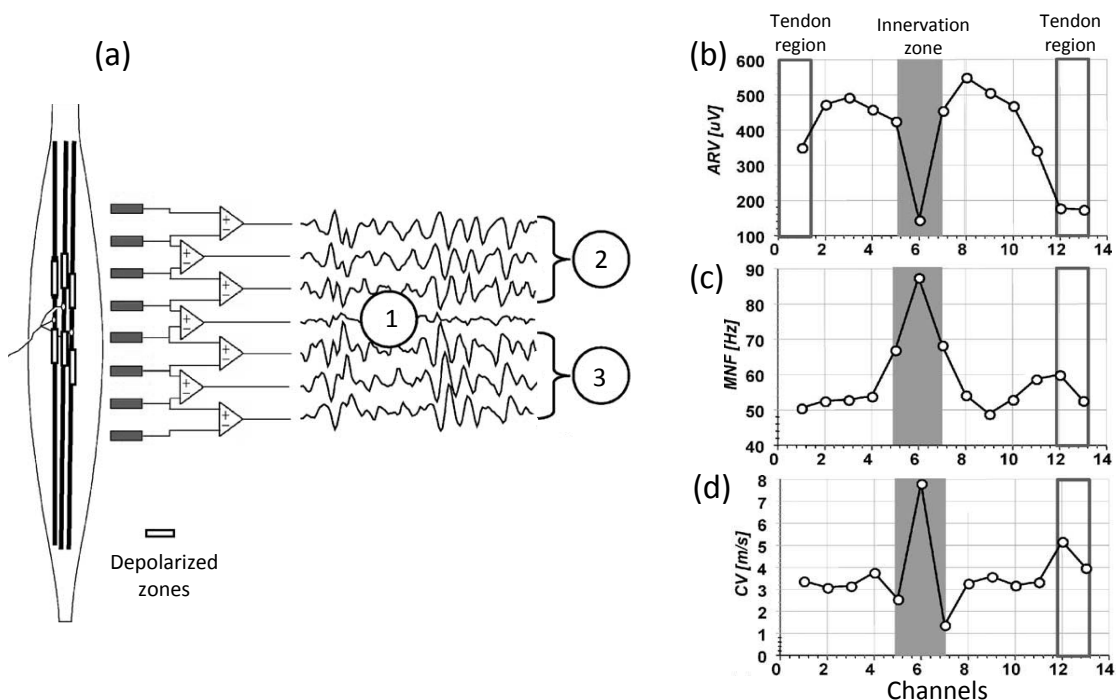 (a)
+
−
+
−
+
−
+
−
+
−
+
−
+
−
1
2
3
Depolarized
zones
Tendon
region
Innervation
zone
Tendon
region
(b)
ARV [uV]
600
500
400
300
200
100
0 2 4 6 8 10 12 14
(c)
MNF [Hz]
90
80
70
60
50
40
0 2 4 6 8 10 12 14
(d)
CV [m/s]
8
7
6
5
4
3
2
1
0
0 2 4 6 8 10 12 14
Channels